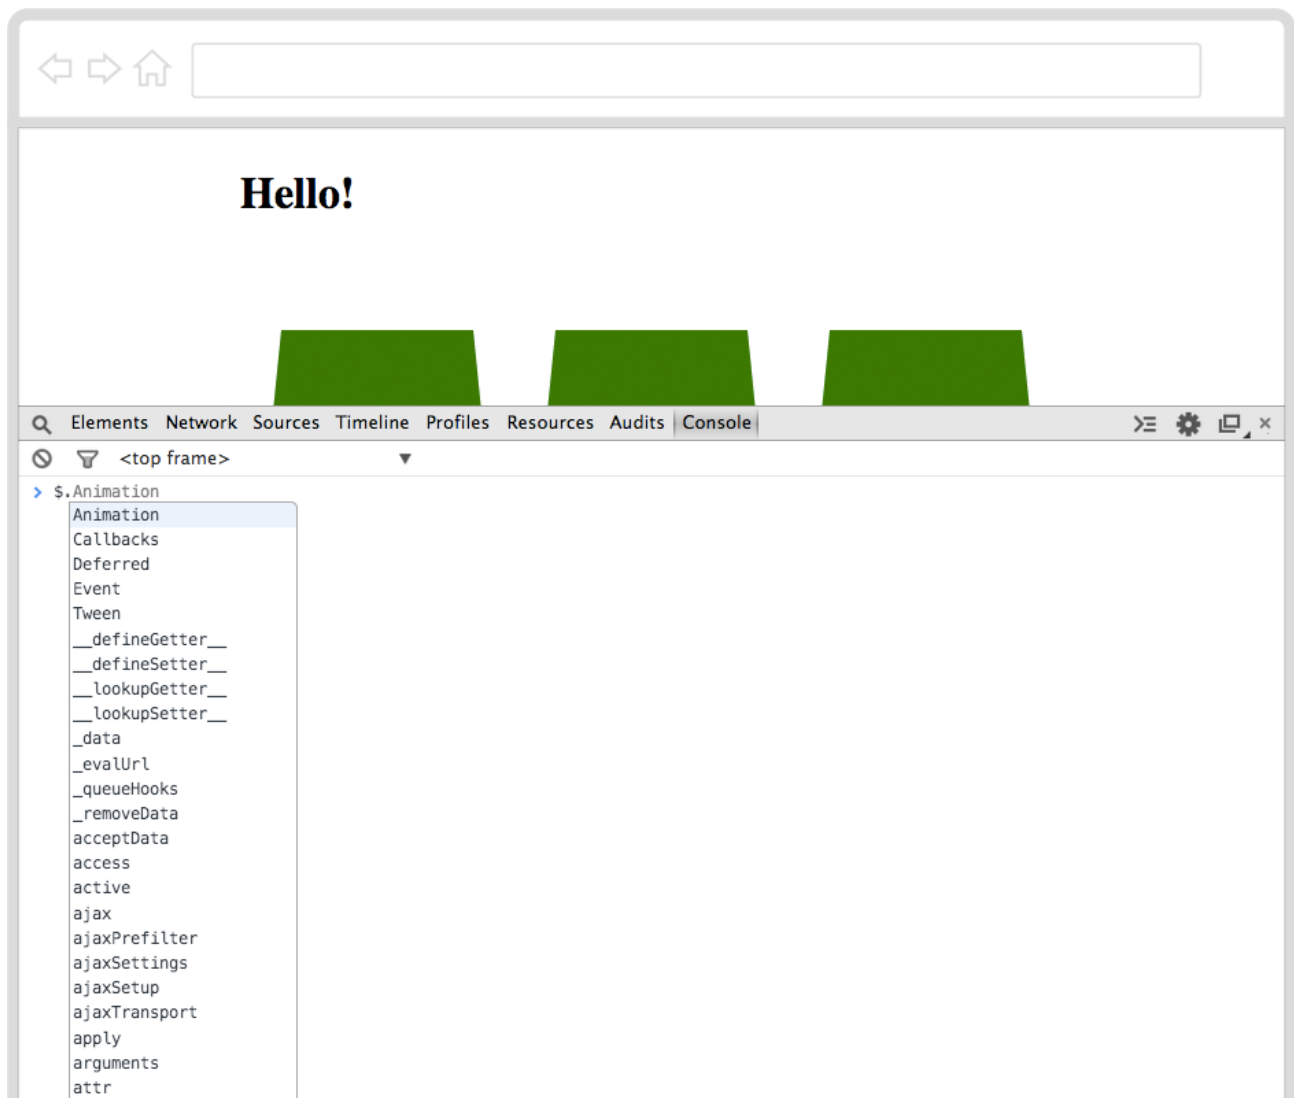 Hello!
Elements Network Sources Timeline Profiles Resources Audits Console
<top frame>
$.Animation
Animation
Callbacks
Deferred
Event
Tween
__defineGetter__
__defineSetter__
__lookupGetter__
__lookupSetter__
_data
_evalUrl
_queueHooks
_removeData
acceptData
access
active
ajax
ajaxPrefilter
ajaxSettings
ajaxSetup
ajaxTransport
apply
arguments
attr